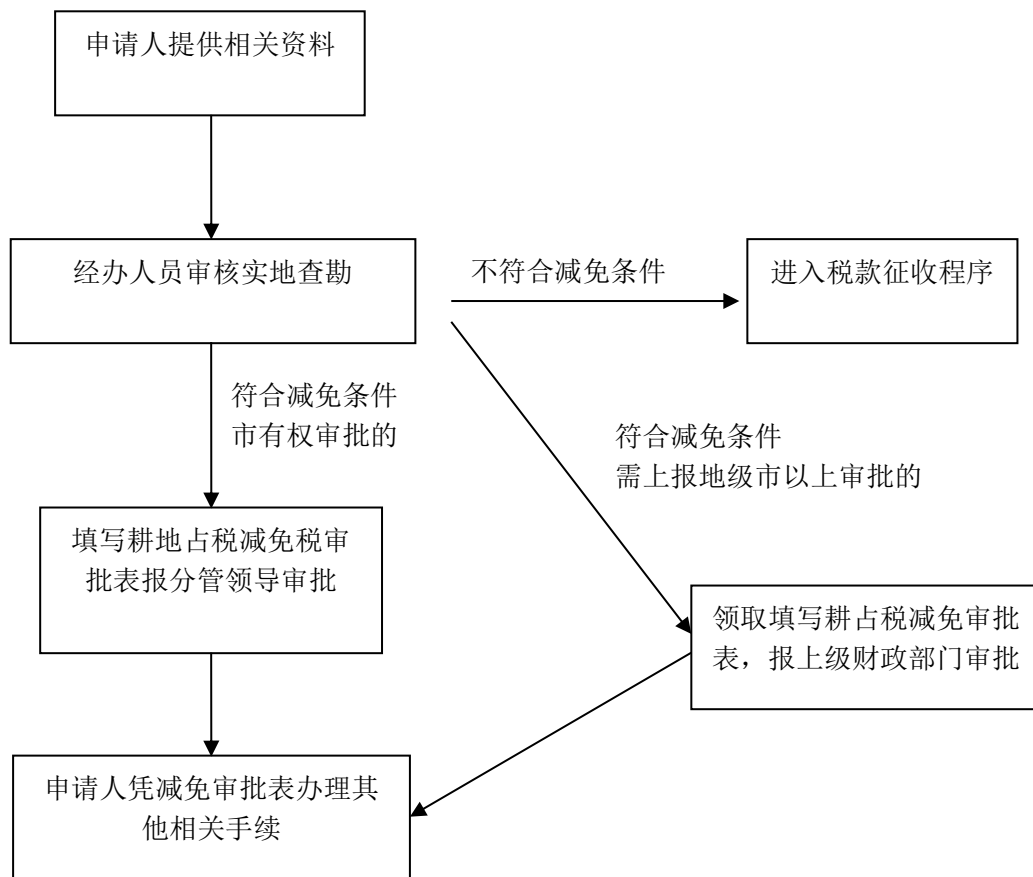 申请人提供相关资料
经办人员审核实地查勘
不符合减免条件
进入税款征收程序
符合减免条件
市有权审批的
符合减免条件
需上报地级市以上审批的
填写耕地占税减免税审
批表报分管领导审批
领取填写耕占税减免审批
表，报上级财政部门审批
申请人凭减免审批表办理其
他相关手续